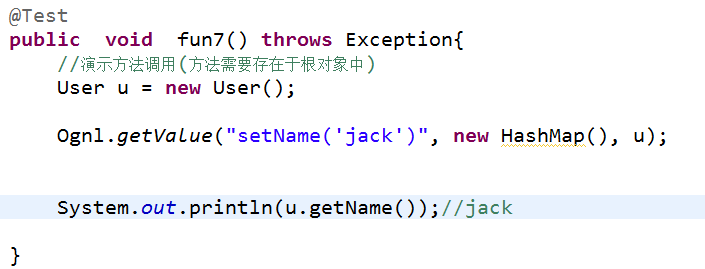 @Test
public void fun7() throws Exception{
//演示方法调用(方法需要存在于根对象中)
User u = new User();
Ognl.getValue("setName('jack')", new HashMap(), u);
System.out.println(u.getName());//jack
}